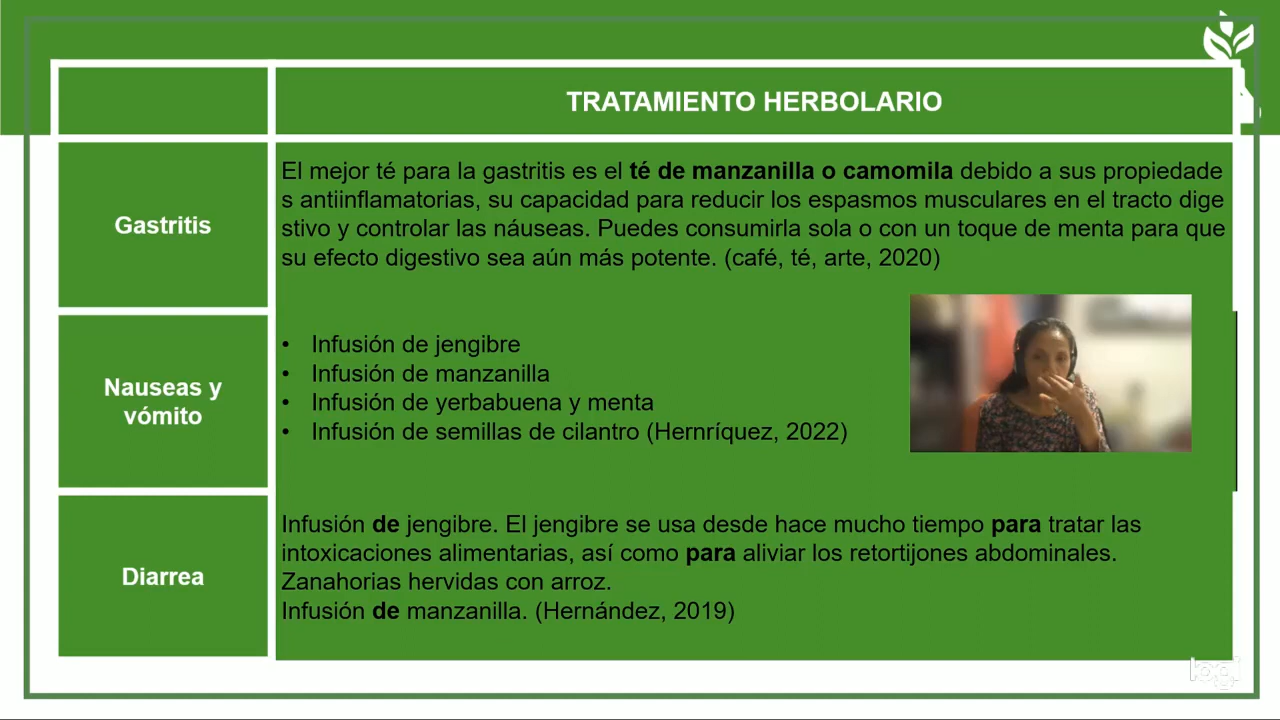 TRATAMIENTO HERBOLARIO
Gastritis
El mejor té para la gastritis es el té de manzanilla o camomila debido a sus propiedade
s antiinflamatorias, su capacidad para reducir los espasmos musculares en el tracto dige
stivo y controlar las náuseas. Puedes consumirla sola o con un toque de menta para que
su efecto digestivo sea aún más potente. (café, té, arte, 2020)
Nauseas y
vómito
• Infusión de jengibre
• Infusión de manzanilla
• Infusión de yerbabuena y menta
• Infusión de semillas de cilantro (Hernríquez, 2022)
Diarrea
Infusión de jengibre. El jengibre se usa desde hace mucho tiempo para tratar las
intoxicaciones alimentarias, así como para aliviar los retortijones abdominales.
Zanahorias hervidas con arroz.
Infusión de manzanilla. (Hernández, 2019)
logi